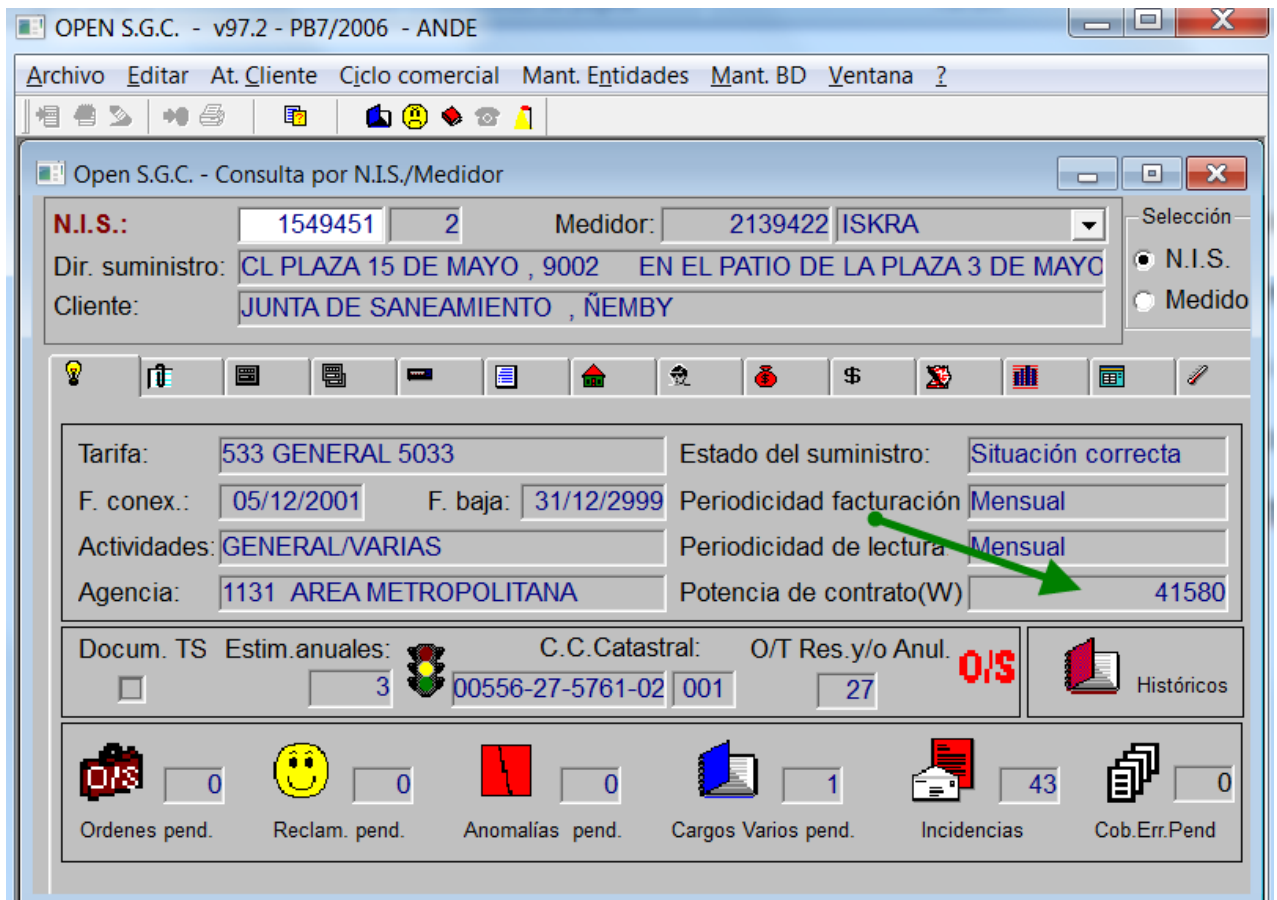 OPEN S.G.C. - v97.2 - PB7/2006 - ANDE
Archivo Editar At. Cliente Ciclo comercial Mant. Entidades Mant. BD Ventana ?
Open S.G.C. - Consulta por N.I.S./Medidor
N.I.S.: 1549451 2 Medidor: 2139422 ISKRA Selección
Dir. suministro: CL PLAZA 15 DE MAYO , 9002 EN EL PATIO DE LA PLAZA 3 DE MAYO N.I.S.
Cliente: JUNTA DE SANEAMIENTO , ÑEMBY Medido
Tarifa: 533 GENERAL 5033 Estado del suministro: Situación correcta
F. conex.: 05/12/2001 F. baja: 31/12/2999 Periodicidad facturación Mensual
Actividades: GENERAL/VARIAS Periodicidad de lectura Mensual
Agencia: 1131 AREA METROPOLITANA Potencia de contrato(W) 41580
Docum. TS Estim.anuales: C.C.Catastral: O/T Res.y/o Anul. O/S
3 00556-27-5761-02 001 27 Históricos
O/S 0 0 0 1 43 0
Ordenes pend. Reclam. pend. Anomalías pend. Cargos Varios pend. Incidencias Cob.Err.Pend